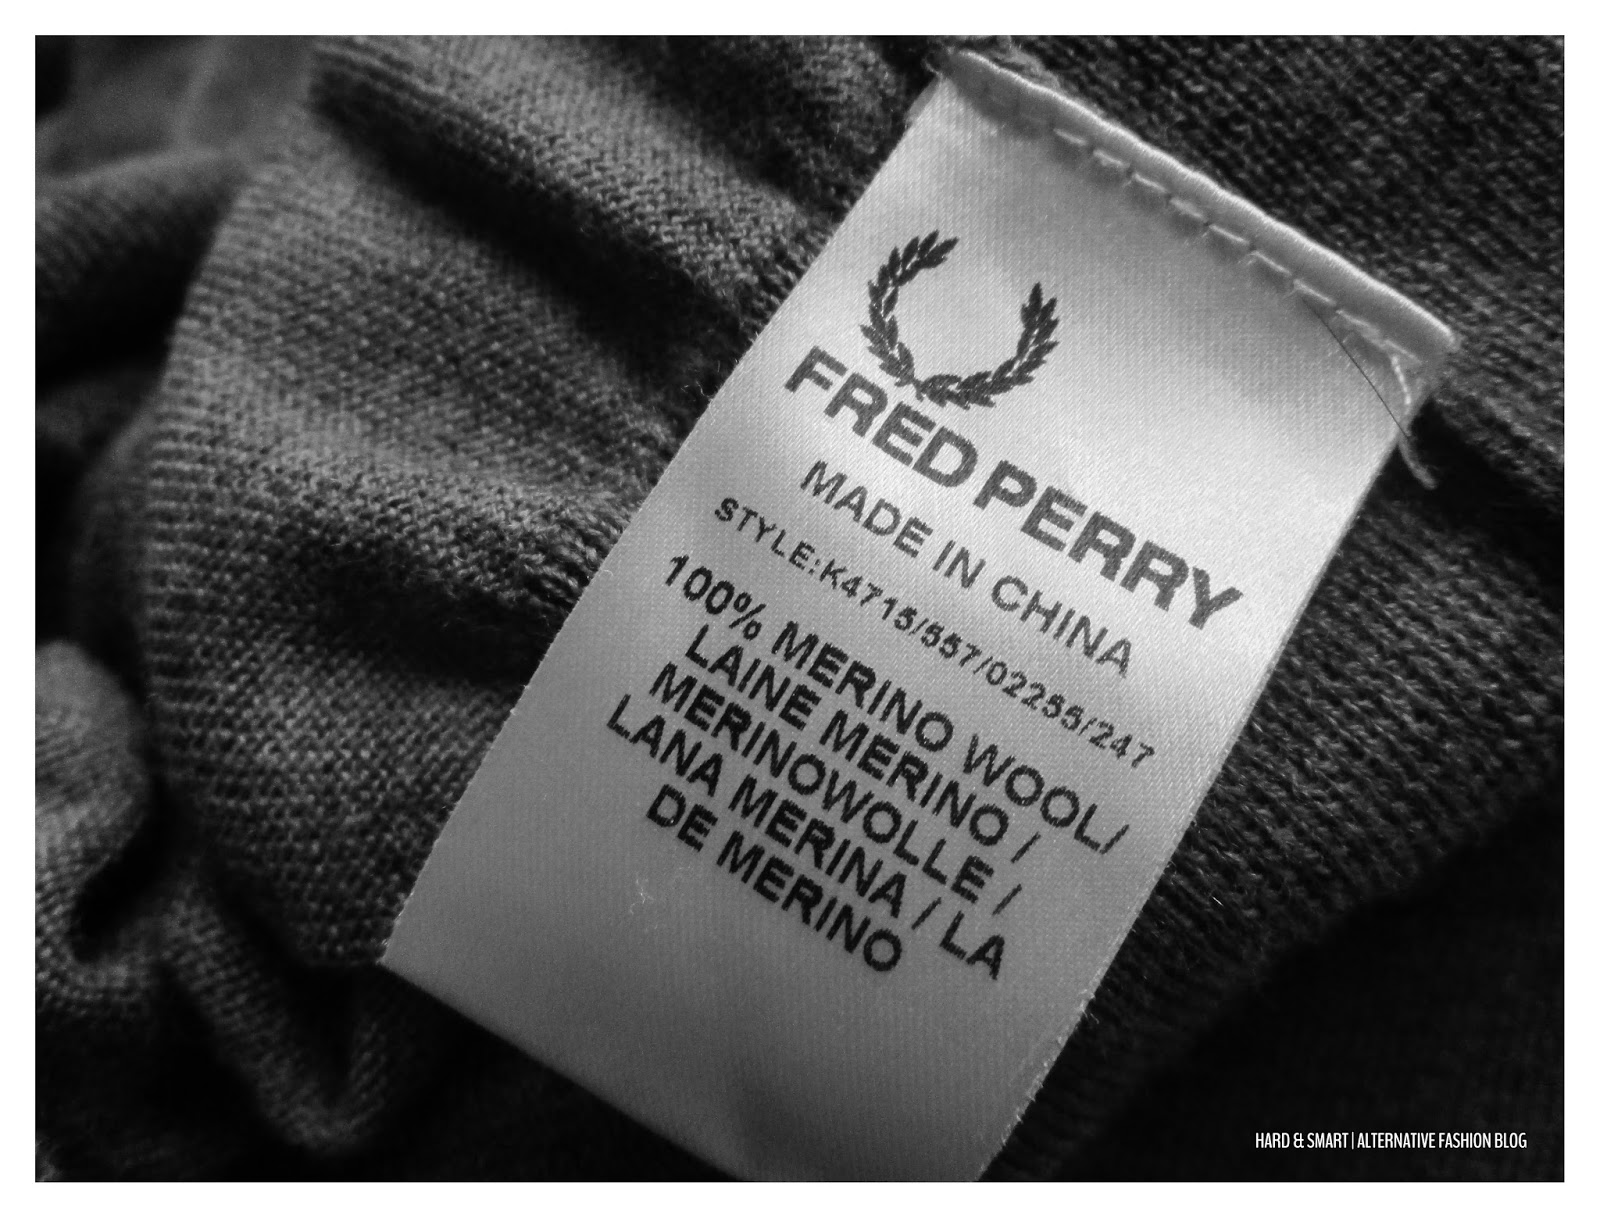 FRED PERRY
MADE IN CHINA
STYLE:K4715/557/02255/247
100% MERINO WOOL/
LAINE MERINO /
MERINOWOLLE /
LANA MERINA / LA
DE MERINO
HARD & SMART | ALTERNATIVE FASHION BLOG